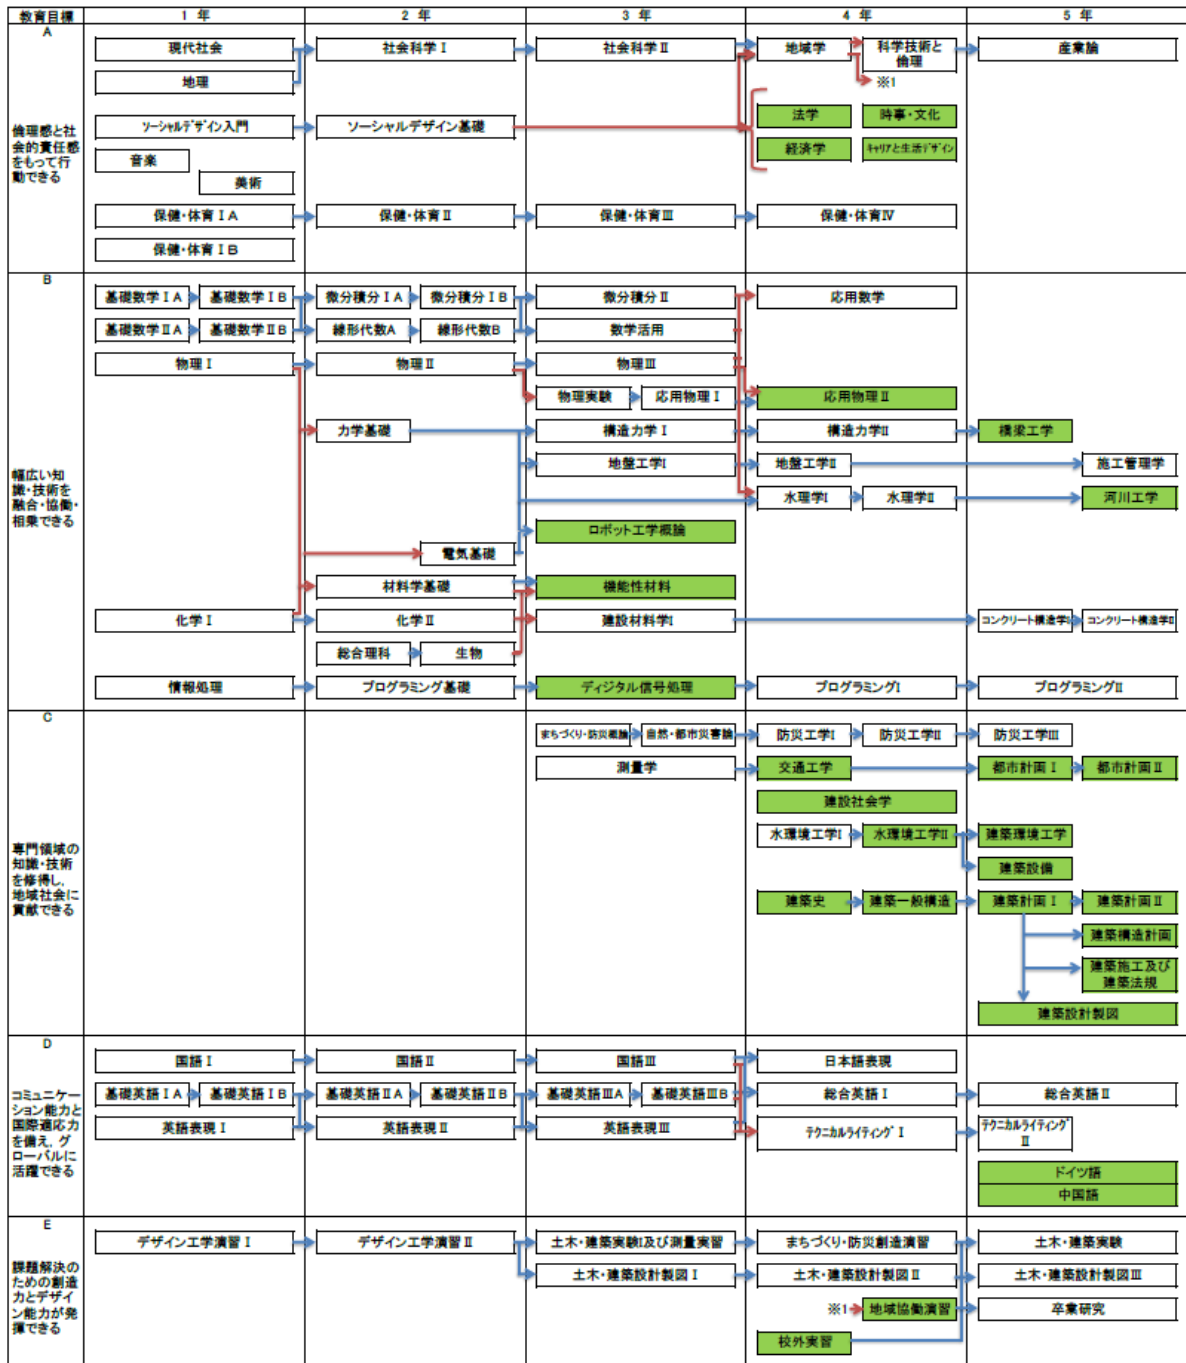 教育目標 1 年 2 年 3 年 4 年 5 年
A
倫理感と社
会的責任感
をもって行
動できる
現代社会 社会科学Ⅰ 社会科学Ⅱ 地域学 科学技術と
倫理 産業論
地理 ※1
ソーシャルデザイン入門 ソーシャルデザイン基礎 法学 時事・文化
音楽 経済学 キャリアと生活デザイン
美術
保健・体育ⅠA 保健・体育Ⅱ 保健・体育Ⅲ 保健・体育Ⅳ
保健・体育ⅠB
B
幅広い知
識・技術を
融合・協働・
相乗できる
基礎数学ⅠA 基礎数学ⅠB 微分積分ⅠA 微分積分ⅠB 微分積分Ⅱ 応用数学
基礎数学ⅡA 基礎数学ⅡB 線形代数A 線形代数B 数学活用
物理Ⅰ 物理Ⅱ 物理Ⅲ
物理実験 応用物理Ⅰ 応用物理Ⅱ
力学基礎 構造力学Ⅰ 構造力学Ⅱ 橋梁工学
地盤工学Ⅰ 地盤工学Ⅱ 施工管理学
水理学Ⅰ 水理学Ⅱ 河川工学
ロボット工学概論
電気基礎
材料学基礎 機能性材料
化学Ⅰ 化学Ⅱ 建設材料学Ⅰ コンクリート構造学Ⅰ コンクリート構造学Ⅱ
総合理科 生物
情報処理 プログラミング基礎 ディジタル信号処理 プログラミングⅠ プログラミングⅡ
C
専門領域の
知識・技術
を修得し,
地域社会に
貢献できる
まちづくり・防災概論 自然・都市災害論 防災工学Ⅰ 防災工学Ⅱ 防災工学Ⅲ
測量学 交通工学 都市計画Ⅰ 都市計画Ⅱ
建設社会学
水環境工学Ⅰ 水環境工学Ⅱ 建築環境工学
建築設備
建築史 建築一般構造 建築計画Ⅰ 建築計画Ⅱ
建築構造計画
建築施工及び
建築法規
建築設計製図
D
コミュニケー
ション能力と
国際適応力
を備え, グ
ローバルに
活躍できる
国語Ⅰ 国語Ⅱ 国語Ⅲ 日本語表現
基礎英語ⅠA 基礎英語ⅠB 基礎英語ⅡA 基礎英語ⅡB 基礎英語ⅢA 基礎英語ⅢB 総合英語Ⅰ 総合英語Ⅱ
英語表現Ⅰ 英語表現Ⅱ 英語表現Ⅲ テクニカルライティングⅠ テクニカルライティング
Ⅱ
ドイツ語
中国語
E
課題解決の
ための創造
力とデザイ
ン能力が発
揮できる
デザイン工学演習Ⅰ デザイン工学演習Ⅱ 土木・建築実験Ⅰ及び測量実習 まちづくり・防災創造演習 土木・建築実験
土木・建築設計製図Ⅰ 土木・建築設計製図Ⅱ 土木・建築設計製図Ⅲ
※1 地域協働演習 卒業研究
校外実習